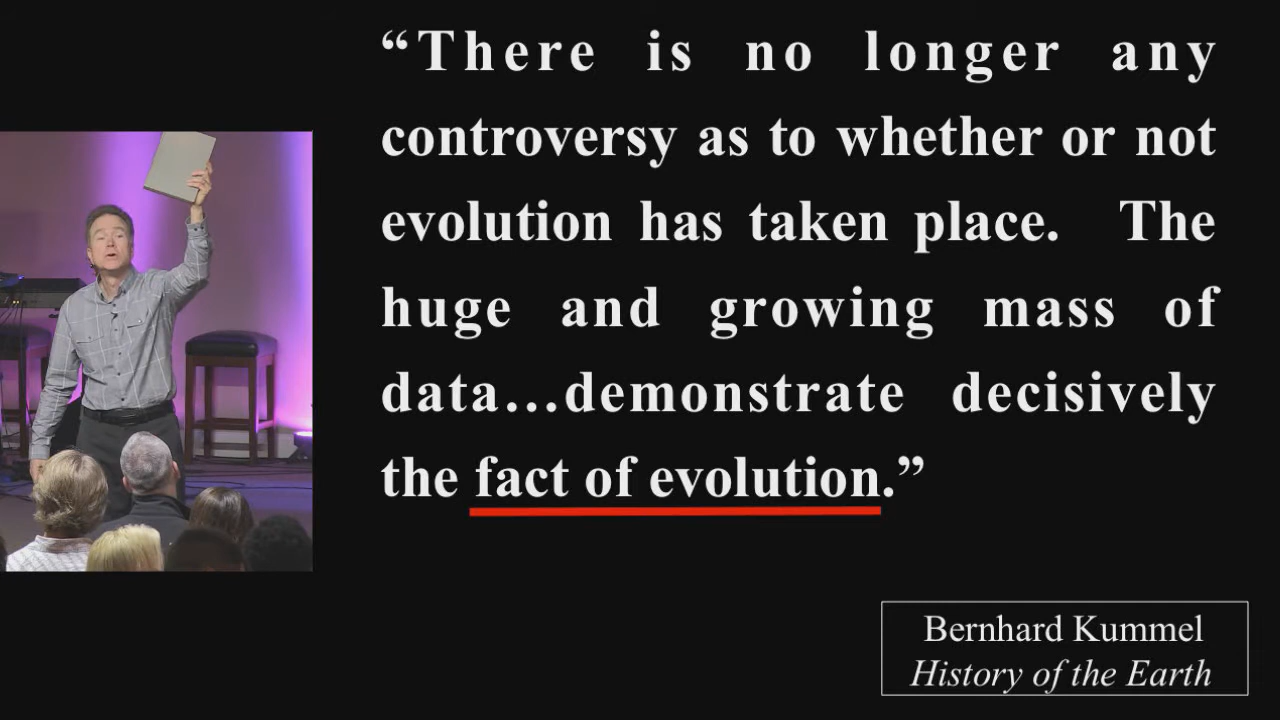 “There is no longer any
controversy as to whether or not
evolution has taken place. The
huge and growing mass of
data…demonstrate decisively
the fact of evolution.”
Bernhard Kummel
History of the Earth